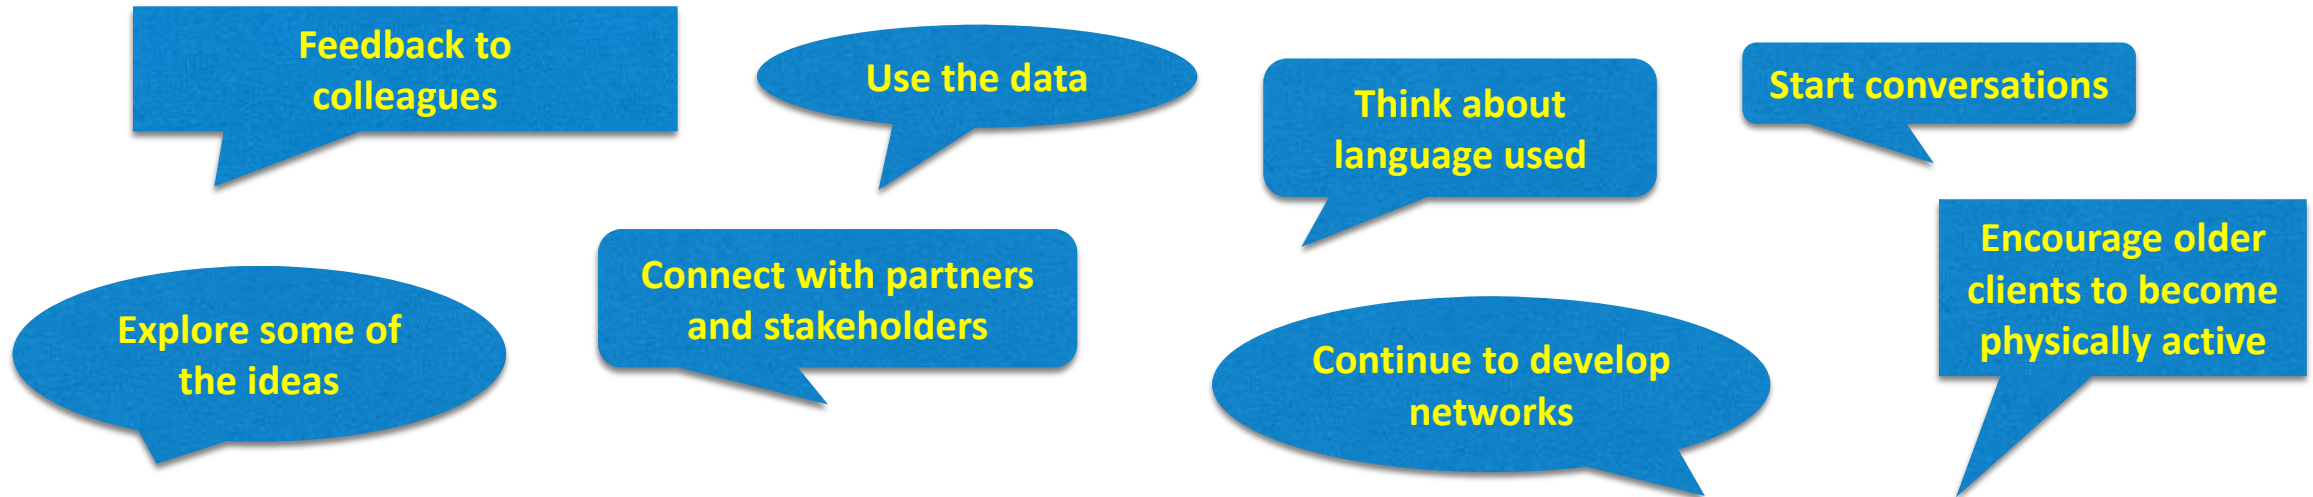 Feedback to
colleagues
Use the data
Think about
language used
Start conversations
Explore some of
the ideas
Connect with partners
and stakeholders
Continue to develop
networks
Encourage older
clients to become
physically active